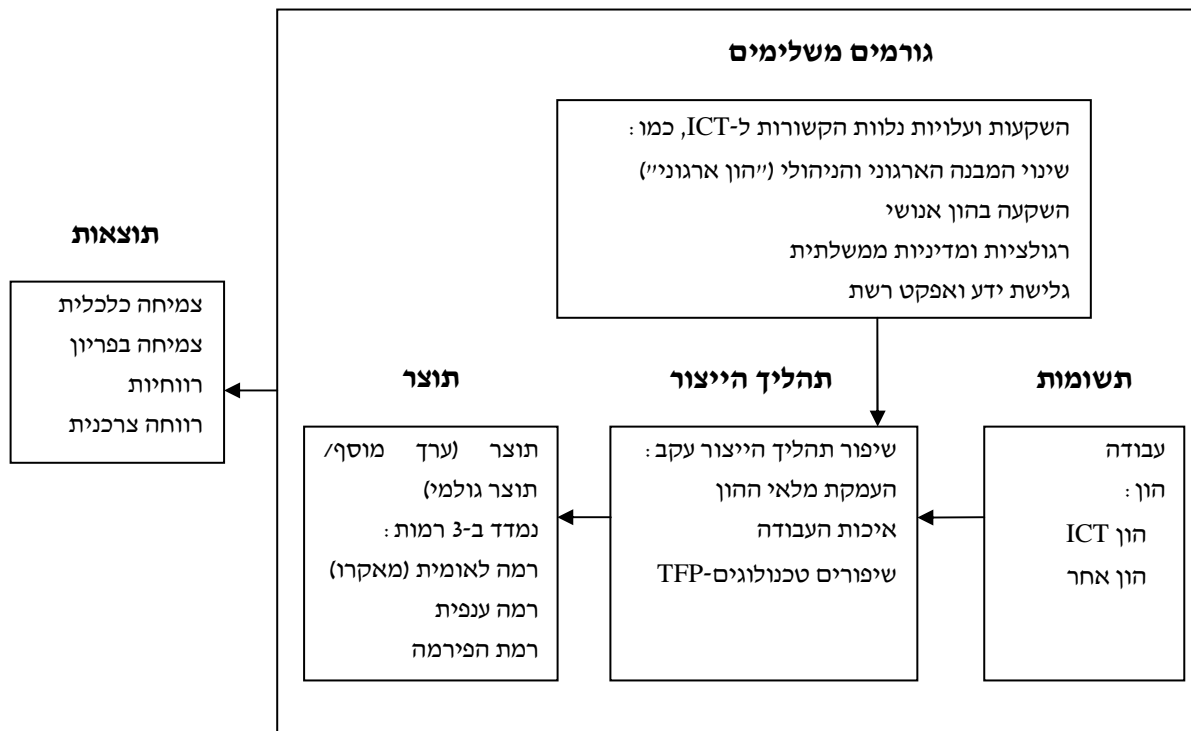 גורמים משלימים
השקעות ועלויות נלוות הקשורות ל-ICT, כמו:
שינוי המבנה הארגוני והניהולי ("הון ארגוני")
השקעה בהון אנושי
רגולציות ומדיניות ממשלתית
גלישת ידע ואפקט רשת
תשומות
עבודה
הון:
הון ICT
הון אחר
תהליך הייצור
שיפור תהליך הייצור עקב:
העמקת מלאי ההון
איכות העבודה
שיפורים טכנולוגים-TFP
תוצר
תוצר (ערך מוסף/
תוצר גולמי)
נמדד ב-3 רמות:
רמה לאומית (מאקרו)
רמה ענפית
רמת הפירמה
תוצאות
צמיחה כלכלית
צמיחה בפריון
רווחיות
רווחה צרכנית